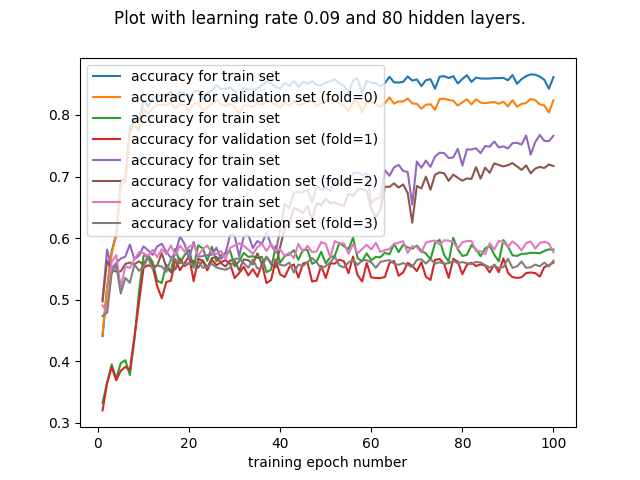 Plot with learning rate 0.09 and 80 hidden layers.
accuracy for train set
accuracy for validation set (fold=0)
accuracy for train set
accuracy for validation set (fold=1)
accuracy for train set
accuracy for validation set (fold=2)
accuracy for train set
accuracy for validation set (fold=3)
0.8
0.7
0.6
0.5
0.4
0.3
0 20 40 60 80 100
training epoch number